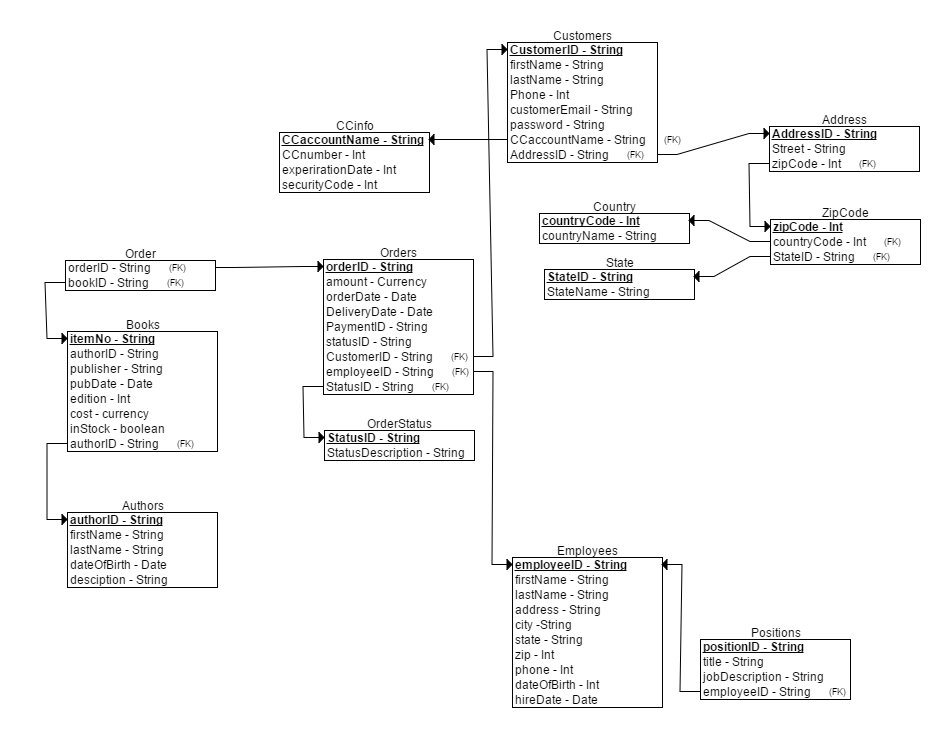 Customers
CustomerID - String
firstName - String
lastName - String
Phone - Int
customerEmail - String
password - String
CCaccountName - String (FK)
AddressID - String (FK)
CCinfo
CCaccountName - String
CCnumber - Int
experirationDate - Int
securityCode - Int
Address
AddressID - String
Street - String
zipCode - Int (FK)
Country
countryCode - Int
countryName - String
ZipCode
zipCode - Int
countryCode - Int (FK)
StateID - String (FK)
State
StateID - String
StateName - String
Order
orderID - String (FK)
bookID - String (FK)
Orders
orderID - String
amount - Currency
orderDate - Date
DeliveryDate - Date
PaymentID - String
statusID - String
CustomerID - String (FK)
employeeID - String (FK)
StatusID - String (FK)
Books
itemNo - String
authorID - String
publisher - String
pubDate - Date
edition - Int
cost - currency
inStock - boolean
authorID - String (FK)
OrderStatus
StatusID - String
StatusDescription - String
Authors
authorID - String
firstName - String
lastName - String
dateOfBirth - Date
desciption - String
Employees
employeeID - String
firstName - String
lastName - String
address - String
city -String
state - String
zip - Int
phone - Int
dateOfBirth - Int
hireDate - Date
Positions
positionID - String
title - String
jobDescription - String
employeeID - String (FK)